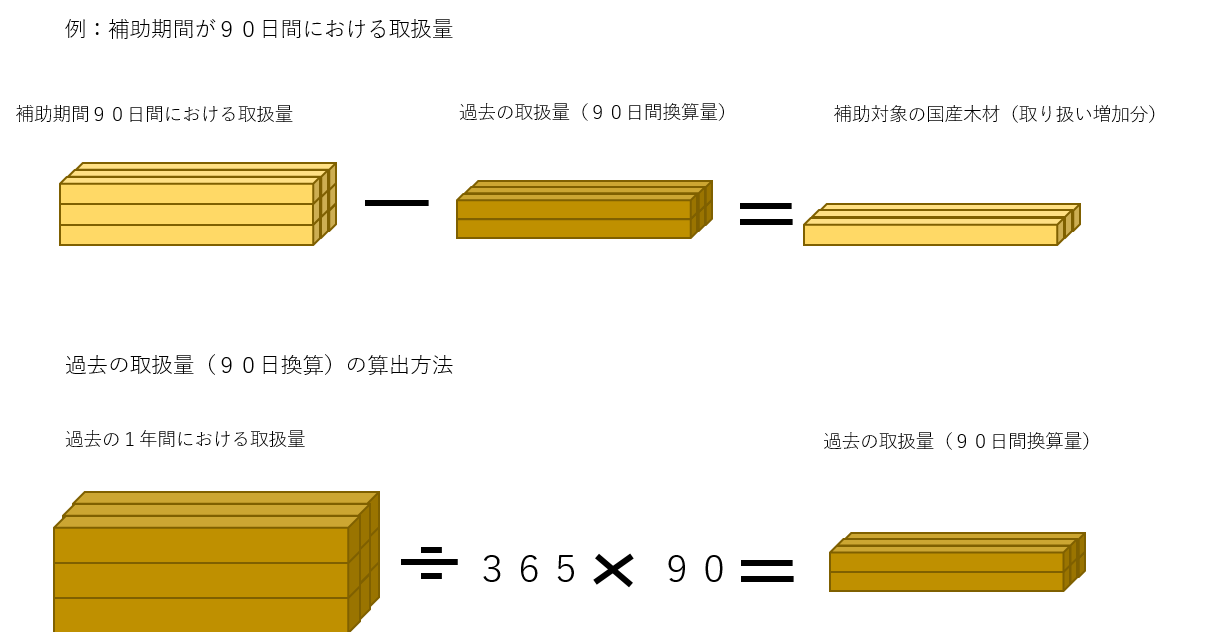 例：補助期間が９０日間における取扱量
補助期間９０日間における取扱量
過去の取扱量（９０日間換算量）
補助対象の国産木材（取り扱い増加分）
過去の取扱量（９０日換算）の算出方法
過去の１年間における取扱量
過去の取扱量（９０日間換算量）
÷３６５×９０＝